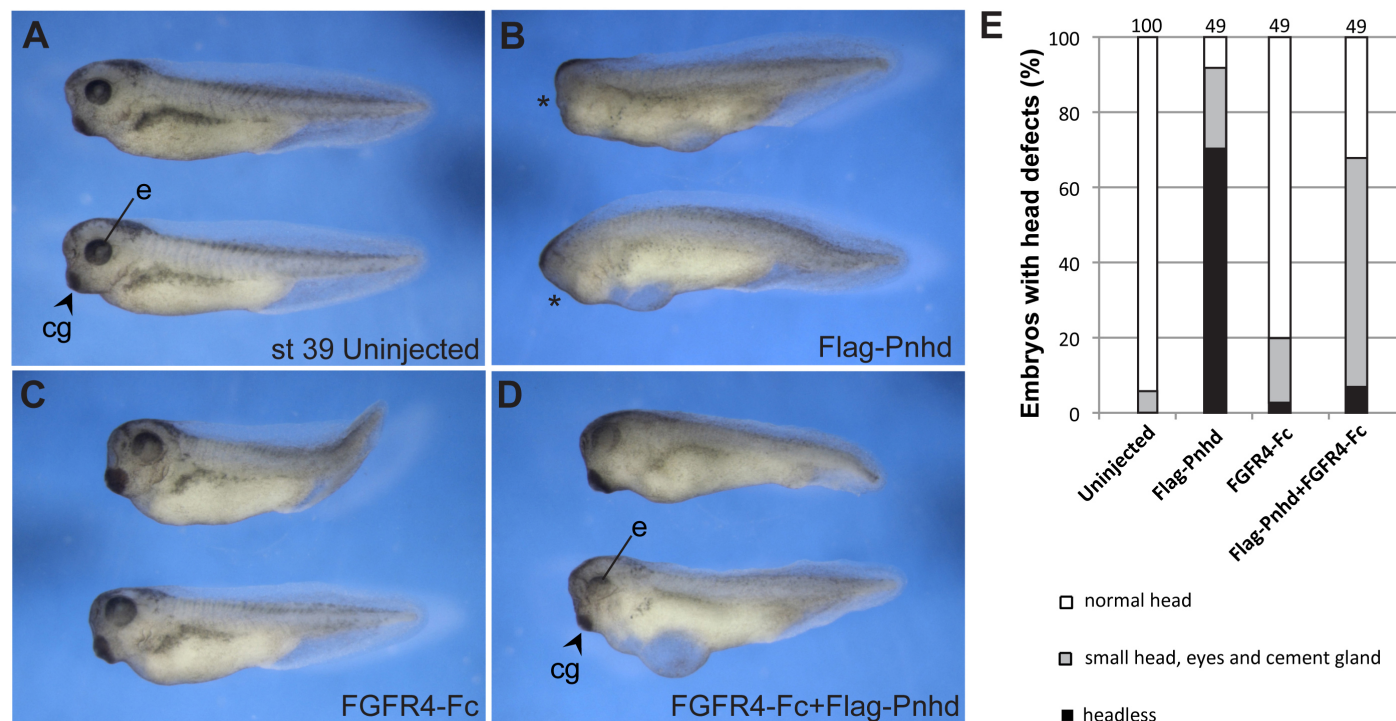 A
e
cg
st 39 Uninjected
B
*
*
Flag-Pnhd
C
FGFR4-Fc
D
e
cg
FGFR4-Fc+Flag-Pnhd
E
Embryos with head defects (%)
100 49 49 49
100
80
60
40
20
0
Uninjected
Flag-Pnhd
FGFR4-Fc
Flag-Pnhd+FGFR4-Fc
normal head
small head, eyes and cement gland
headless